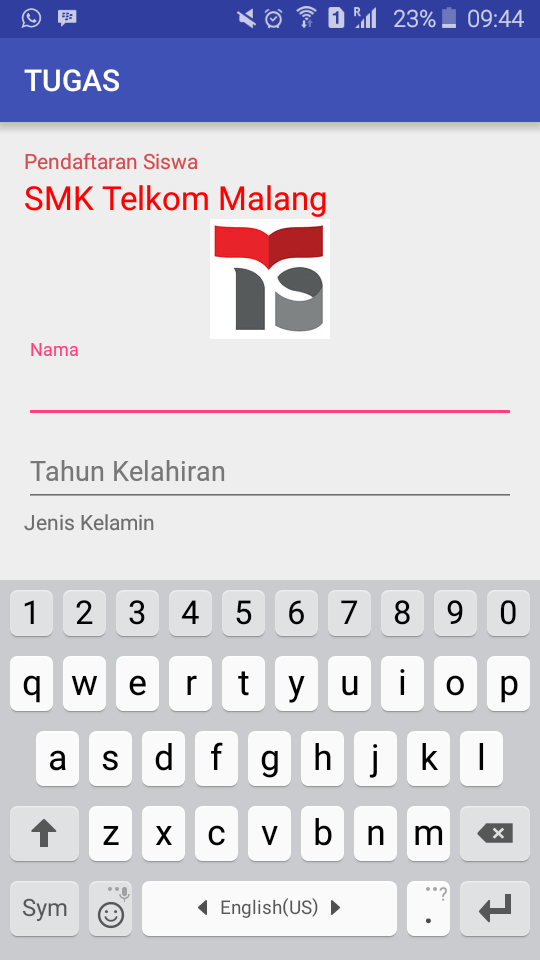 R 23% 09:44
TUGAS
Pendaftaran Siswa
SMK Telkom Malang
Nama
Tahun Kelahiran
Jenis Kelamin
1 2 3 4 5 6 7 8 9 0
q w e r t y u i o p
a s d f g h j k l
z x c v b n m
Sym English(US) . ...?